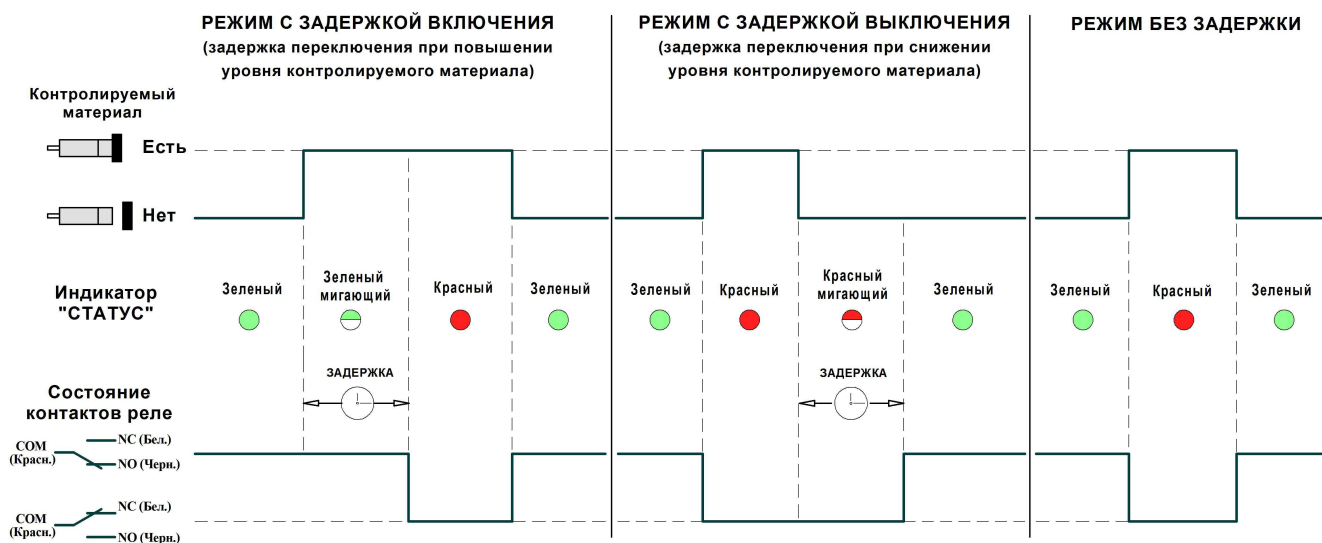 РЕЖИМ С ЗАДЕРЖКОЙ ВКЛЮЧЕНИЯ
(задержка переключения при повышении
уровня контролируемого материала)
РЕЖИМ С ЗАДЕРЖКОЙ ВЫКЛЮЧЕНИЯ
(задержка переключения при снижении
уровня контролируемого материала)
РЕЖИМ БЕЗ ЗАДЕРЖКИ
Контролируемый
материал
Есть
Нет
Индикатор
"СТАТУС"
Зеленый
Зеленый
мигающий
Красный
Зеленый
Зеленый
Красный
Красный
мигающий
Зеленый
Зеленый
Красный
Зеленый
ЗАДЕРЖКА
ЗАДЕРЖКА
Состояние
контактов реле
COM
(Красн.)
NC (Бел.)
NO (Черн.)
COM
(Красн.)
NC (Бел.)
NO (Черн.)